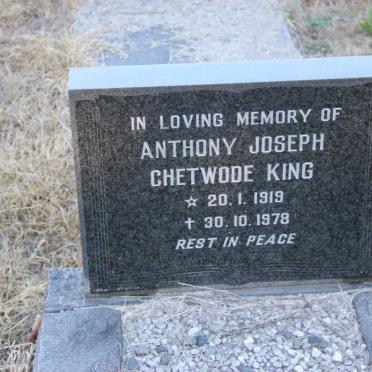 IN LOVING MEMORY OF
ANTHONY JOSEPH
CHETWODE KING
☆ 20. 1. 1919
✝ 30. 10. 1978
REST IN PEACE